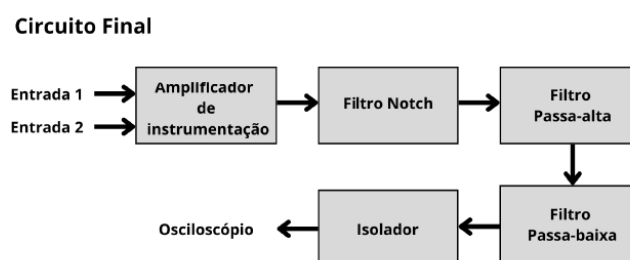 Circuito Final
Entrada 1
Entrada 2
Amplificador
de
instrumentação
Filtro Notch
Filtro
Passa-alta
Filtro
Passa-baixa
Isolador
Osciloscópio